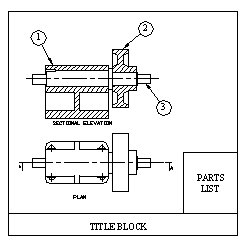 1
2
3
SECTIONAL ELEVATION
PLAN
PARTS
LIST
TITLE BLOCK